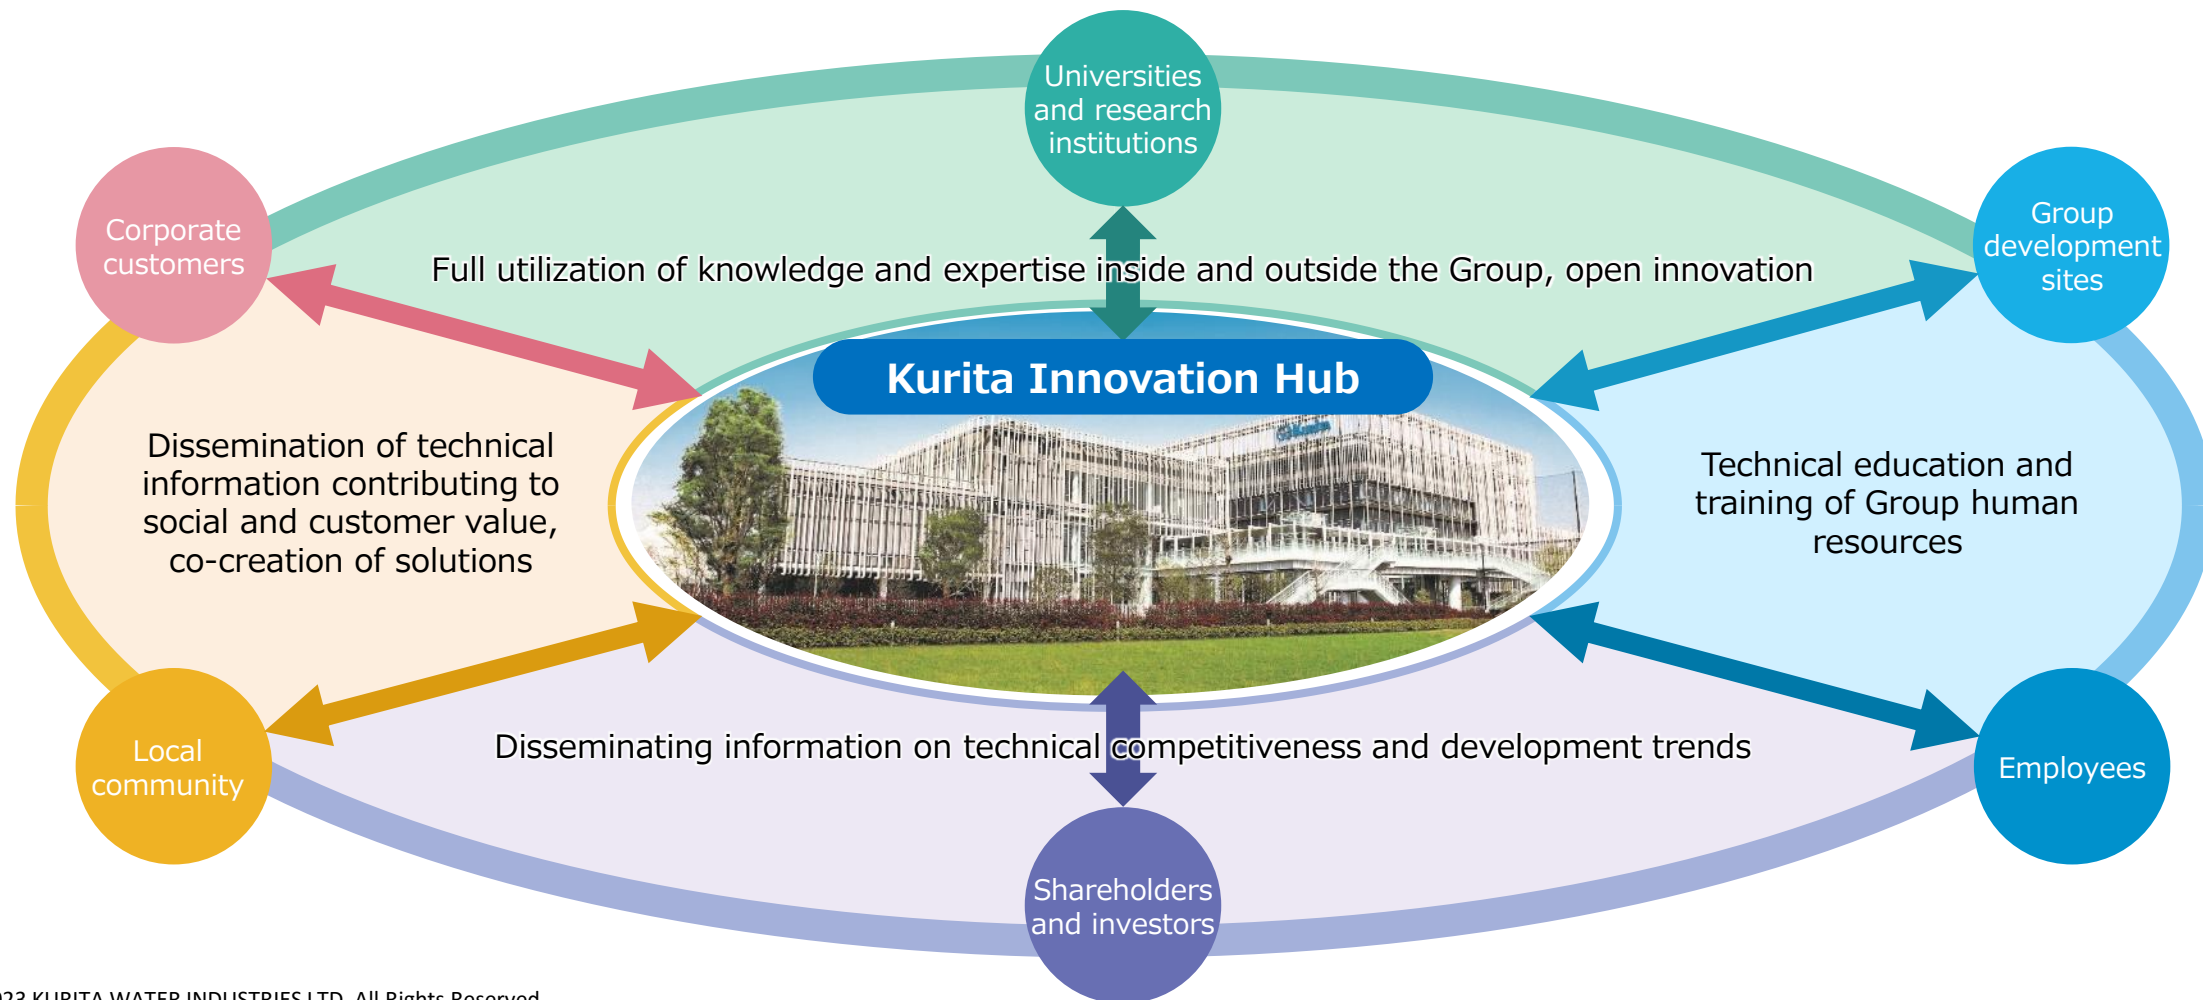 Universities
and research
institutions
Corporate
customers
Group
development
sites
Full utilization of knowledge and expertise inside and outside the Group, open innovation
Kurita Innovation Hub
Kurita
Dissemination of technical
information contributing to
social and customer value,
co-creation of solutions
Technical education and
training of Group human
resources
Local
community
Disseminating information on technical competitiveness and development trends
Employees
Shareholders
and investors
23 KURITA WATER INDUSTRIES LTD. All Rights Reserved